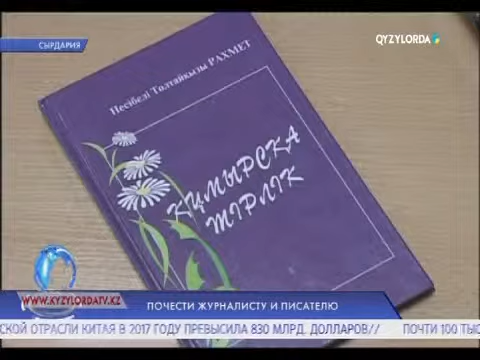 СЫРДАРИЯ
QYZYLORDA
Несібелі Толтайқызы РАХМЕТ
ҚҰМЫРСҚА
ТІРЛІК
WWW.KYZYLORDATV.KZ
ПОЧЕСТИ ЖУРНАЛИСТУ И ПИСАТЕЛЮ
СКОЙ ОТРАСЛИ КИТАЯ В 2017 ГОДУ ПРЕВЫСИЛА 830 МЛРД. ДОЛЛАРОВ// ПОЧТИ 100 ТЫС